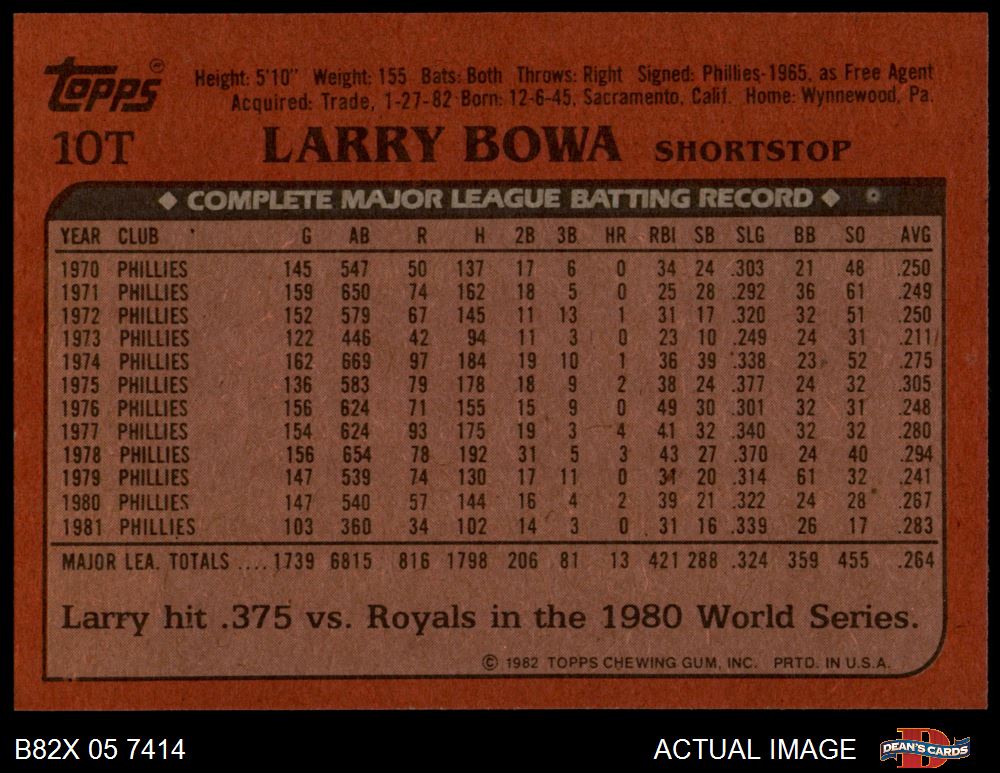 Topps®
Height: 5'10" Weight: 155 Bats: Both Throws: Right Signed: Phillies-1965, as Free Agent
Acquired: Trade, 1-27-82 Born: 12-6-45, Sacramento, Calif. Home: Wynnewood, Pa.
10T LARRY BOWA SHORTSTOP
◆ COMPLETE MAJOR LEAGUE BATTING RECORD ◆
YEAR CLUB G AB R H 2B 3B HR RBI SB SLG BB SO AVG
1970 PHILLIES 145 547 50 137 17 6 0 34 24 .303 21 48 .250
1971 PHILLIES 159 650 74 162 18 5 0 25 28 .292 36 61 .249
1972 PHILLIES 152 579 67 145 11 13 1 31 17 .320 32 51 .250
1973 PHILLIES 122 446 42 94 11 3 0 23 10 .249 24 31 .211
1974 PHILLIES 162 669 97 184 19 10 1 36 39 .338 23 52 .275
1975 PHILLIES 136 583 79 178 18 9 2 38 24 .377 24 32 .305
1976 PHILLIES 156 624 71 155 15 9 0 49 30 .301 32 31 .248
1977 PHILLIES 154 624 93 175 19 3 4 41 32 .340 32 32 .280
1978 PHILLIES 156 654 78 192 31 5 3 43 27 .370 24 40 .294
1979 PHILLIES 147 539 74 130 17 11 0 31 20 .314 61 32 .241
1980 PHILLIES 147 540 57 144 16 4 2 39 21 .322 24 28 .267
1981 PHILLIES 103 360 34 102 14 3 0 31 16 .339 26 17 .283
MAJOR LEA. TOTALS .... 1739 6815 816 1798 206 81 13 421 288 .324 359 455 .264
Larry hit .375 vs. Royals in the 1980 World Series.
© 1982 TOPPS CHEWING GUM, INC. PRTD. IN U.S.A.
B82X 05 7414 ACTUAL IMAGE DEAN'S CARDS